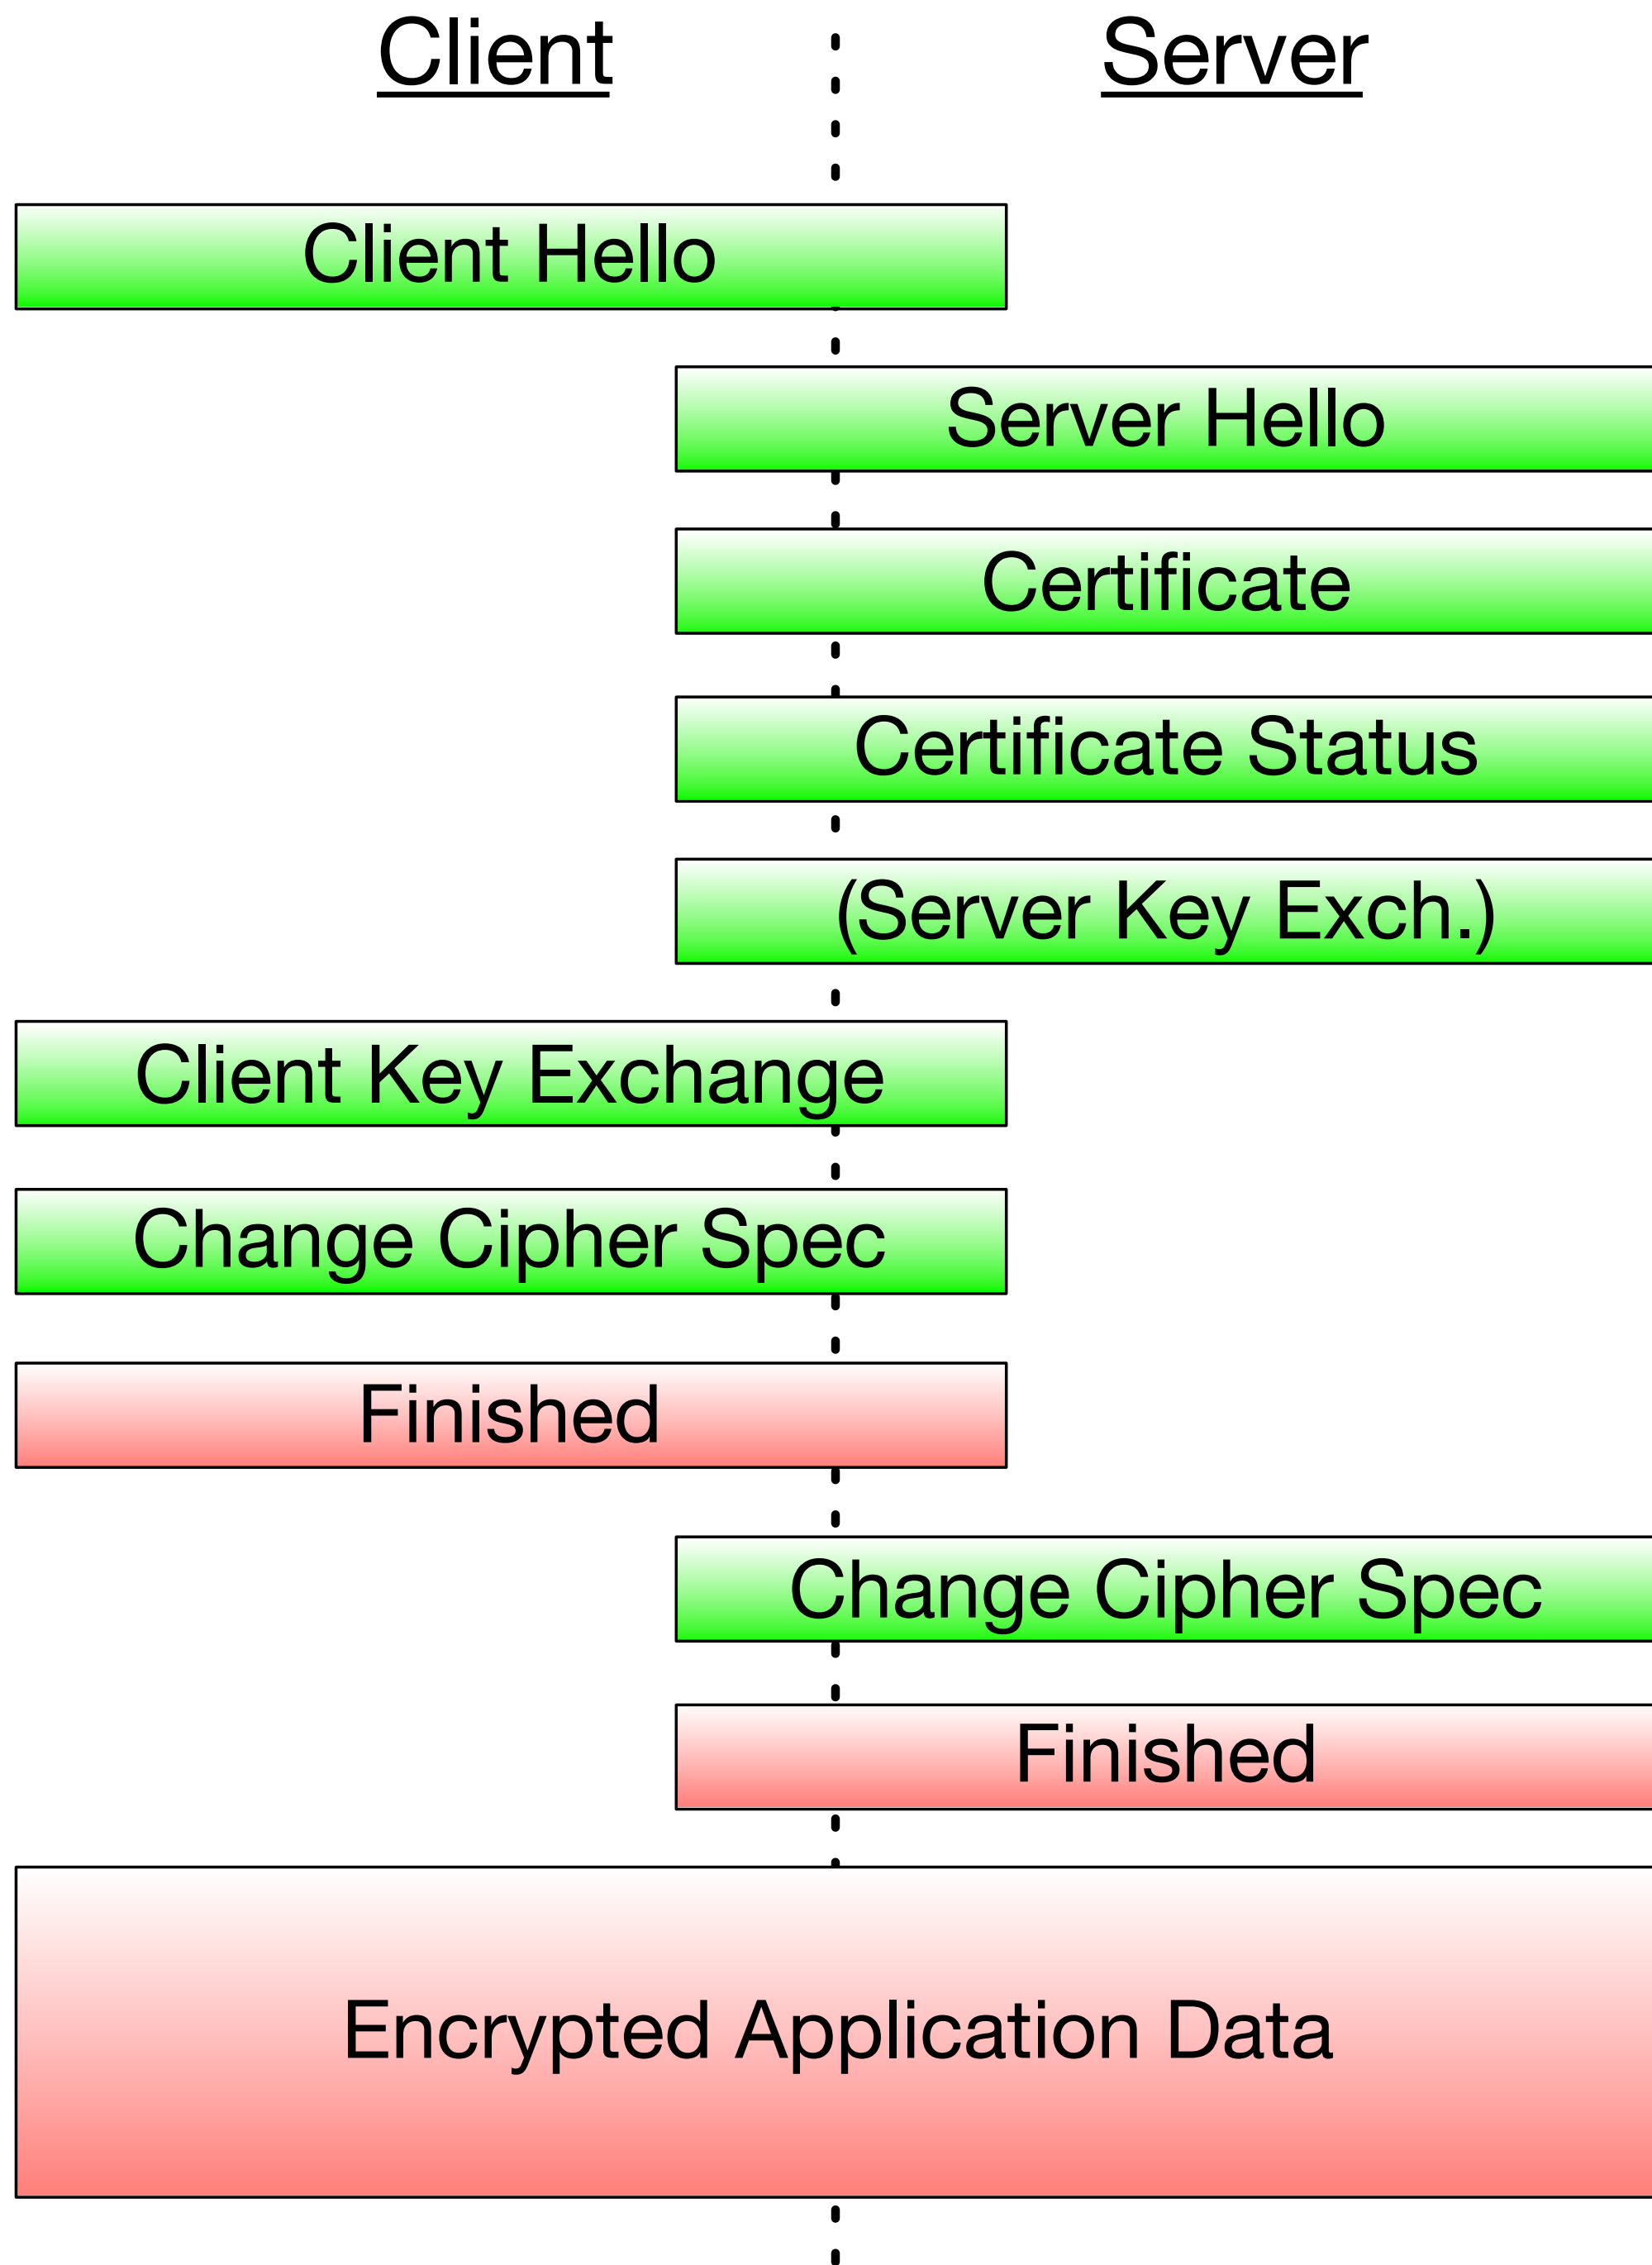 Client
Server
Client Hello
Server Hello
Certificate
Certificate Status
(Server Key Exch.)
Client Key Exchange
Change Cipher Spec
Finished
Change Cipher Spec
Finished
Encrypted Application Data